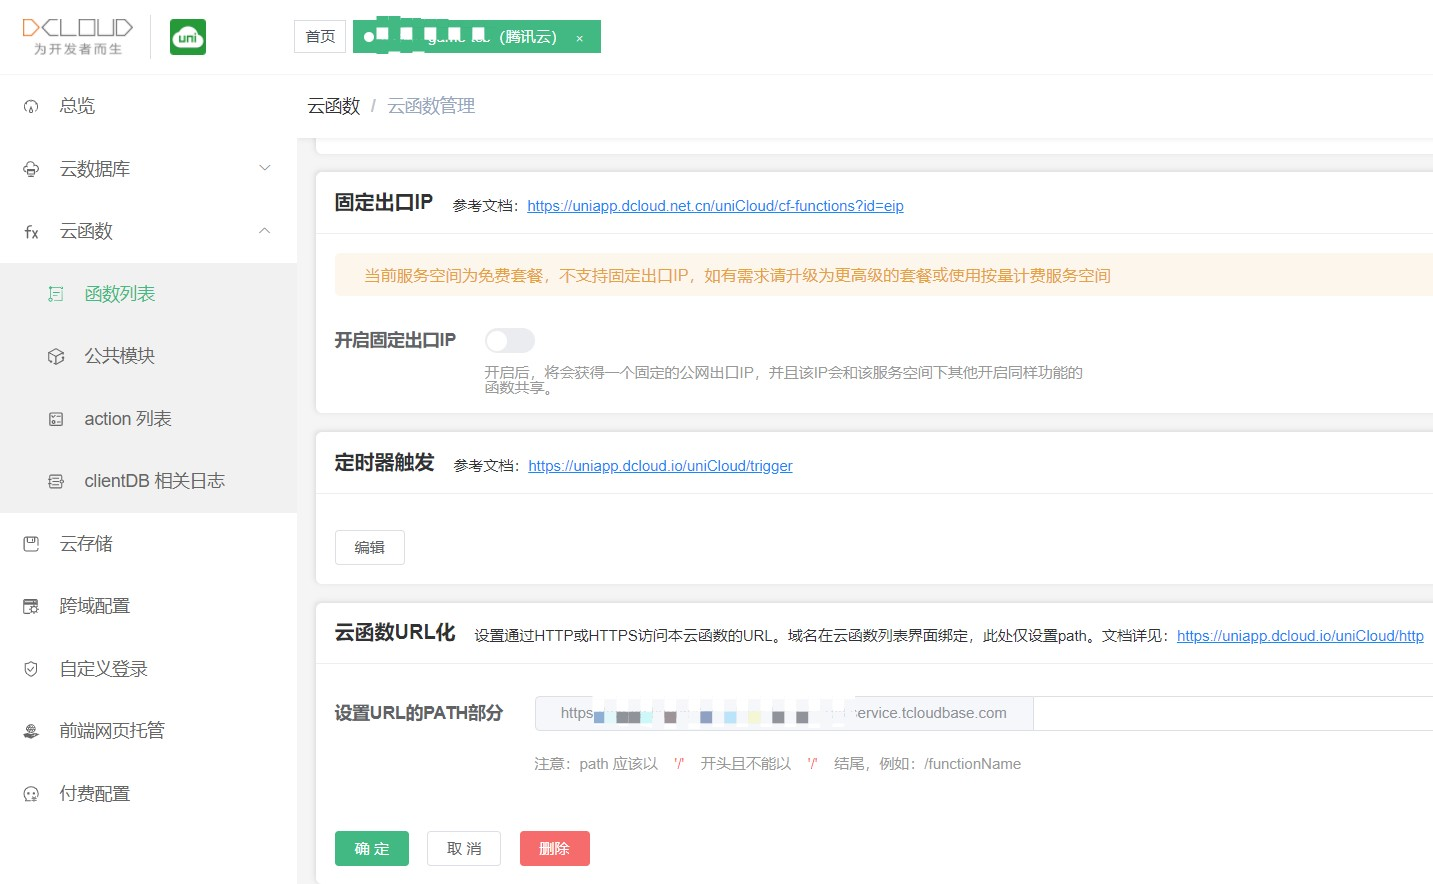 DCLOUD
为开发者而生
uni
首页
(腾讯云) ×
总览
云数据库
fx 云函数
函数列表
公共模块
action 列表
clientDB 相关日志
云存储
跨域配置
自定义登录
前端网页托管
付费配置
云函数 / 云函数管理
固定出口IP 参考文档：https://uniapp.dcloud.net.cn/uniCloud/cf-functions?id=eip
当前服务空间为免费套餐，不支持固定出口IP，如有需求请升级为更高级的套餐或使用按量计费服务空间
开启固定出口IP
开启后，将会获得一个固定的公网出口IP，并且该IP会和该服务空间下其他开启同样功能的
函数共享。
定时器触发 参考文档：https://uniapp.dcloud.io/uniCloud/trigger
编辑
云函数URL化 设置通过HTTP或HTTPS访问本云函数的URL。域名在云函数列表界面绑定，此处仅设置path。文档详见：https://uniapp.dcloud.io/uniCloud/http
设置URL的PATH部分 https service.tcloudbase.com
注意：path 应该以 '/' 开头且不能以 '/' 结尾，例如：/functionName
确 定 取 消 删除